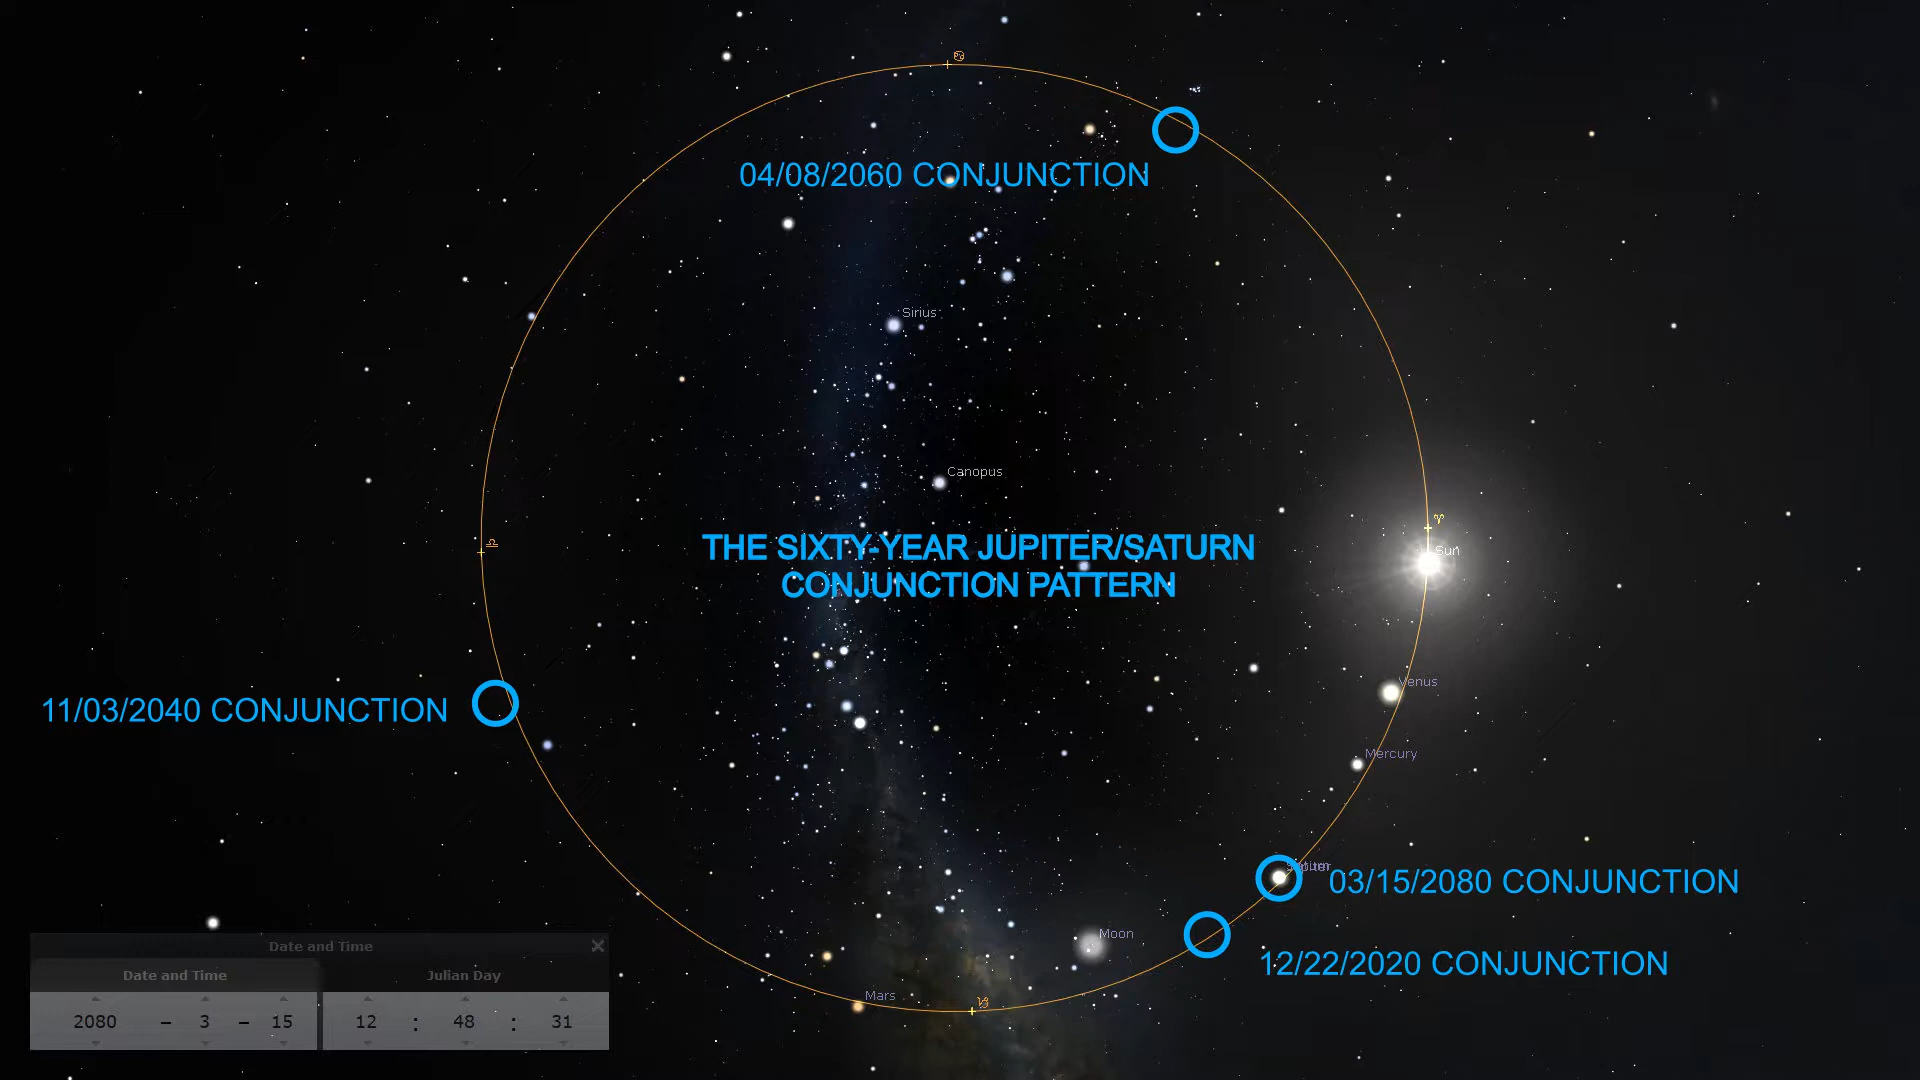 04/08/2060 CONJUNCTION
Sirius
Canopus
THE SIXTY-YEAR JUPITER/SATURN
CONJUNCTION PATTERN
Sun
Venus
11/03/2040 CONJUNCTION
Mercury
03/15/2080 CONJUNCTION
Moon
12/22/2020 CONJUNCTION
Mars
Date and Time
Date and Time
Julian Day
2080 – 3 – 15
12 : 48 : 31